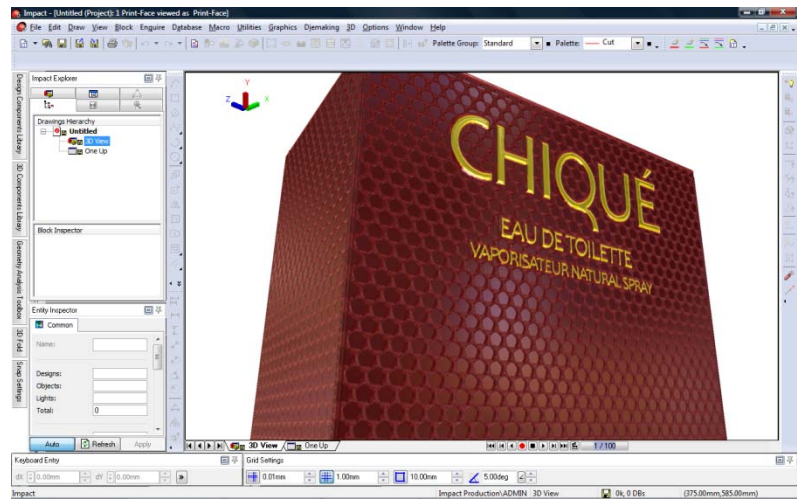 Impact - [Untitled (Project): 1 Print-Face viewed as Print-Face]
File Edit Draw View Block Enquire Database Macro Utilities Graphics Diemaking 3D Options Window Help
Palette Group: Standard Palette: Cut
Design Components Library
3D Components Library
Geometry Analysis Toolbox
3D Fold
Snap Settings
Impact Explorer
Drawings Hierarchy
Untitled
3D View
One Up
Block Inspector
Entity Inspector
Common
Name:
Designs:
Objects:
Lights:
Total: 0
Auto Refresh Apply
Y
Z X
CHIQUÉ
EAU DE TOILETTE
VAPORISATEUR NATURAL SPRAY
3D View One Up 1 / 100
Keyboard Entry Grid Settings
dX 0.00mm dY 0.00mm 0.01mm 1.00mm 10.00mm 5.00deg
Impact Impact Production\ADMIN 3D View 0k, 0 DBs (375.00mm,585.00mm)